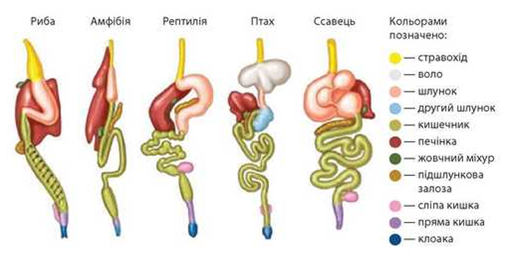 Риба Амфібія Рептилія Птах Ссавець
Кольорами
позначено:
— стравохід
— воло
— шлунок
— другий шлунок
— кишечник
— печінка
— жовчний міхур
— підшлункова
залоза
— сліпа кишка
— пряма кишка
— клоака